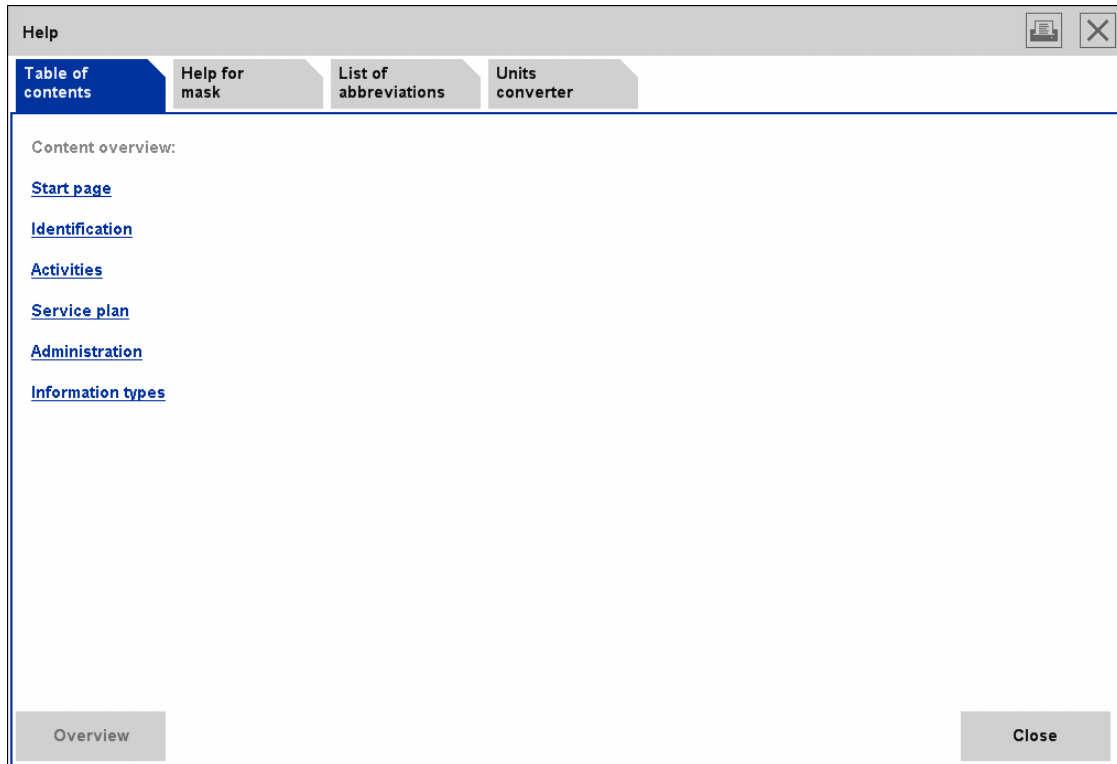 Help
Table of
contents
Help for
mask
List of
abbreviations
Units
converter
Content overview:
Start page
Identification
Activities
Service plan
Administration
Information types
Overview
Close